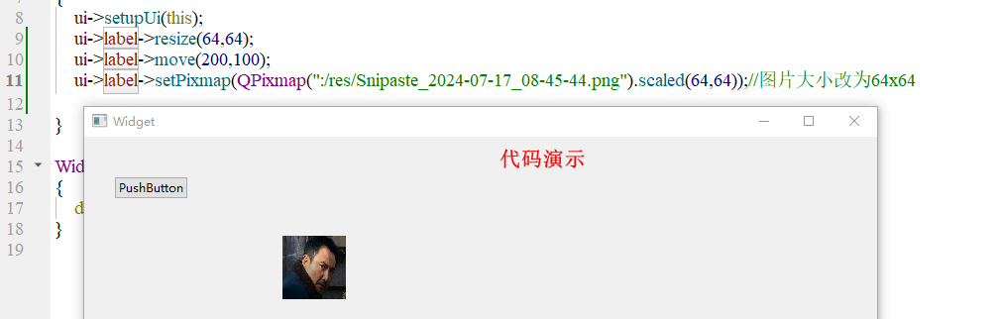 7 {
8 ui->setupUi(this);
9 ui->label->resize(64,64);
10 ui->label->move(200,100);
11 ui->label->setPixmap(QPixmap(":/res/Snipaste_2024-07-17_08-45-44.png").scaled(64,64));//图片大小改为64x64
12
13 }
14
15 Wid
16 {
17 d
18 }
19
Widget
代码演示
PushButton